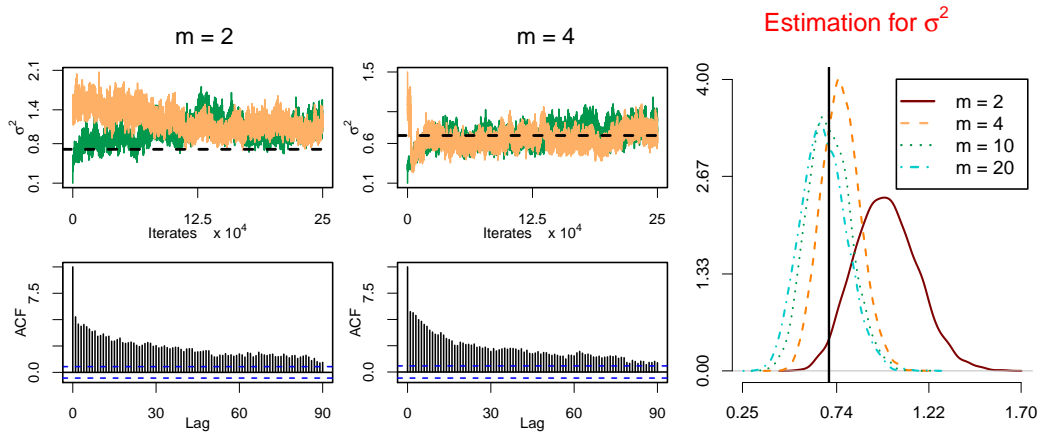 m = 2
σ²
2.1
1.4
0.8
0.1
0
12.5
25
Iterates x 10⁴
m = 4
σ²
1.5
0.6
0.1
0
12.5
25
Iterates x 10⁴
ACF
7.5
0.0
0
30
60
90
Lag
ACF
7.5
0.0
0
30
60
90
Lag
Estimation for σ²
4.00
2.67
1.33
0.00
0.25
0.74
1.22
1.70
m = 2
m = 4
m = 10
m = 20